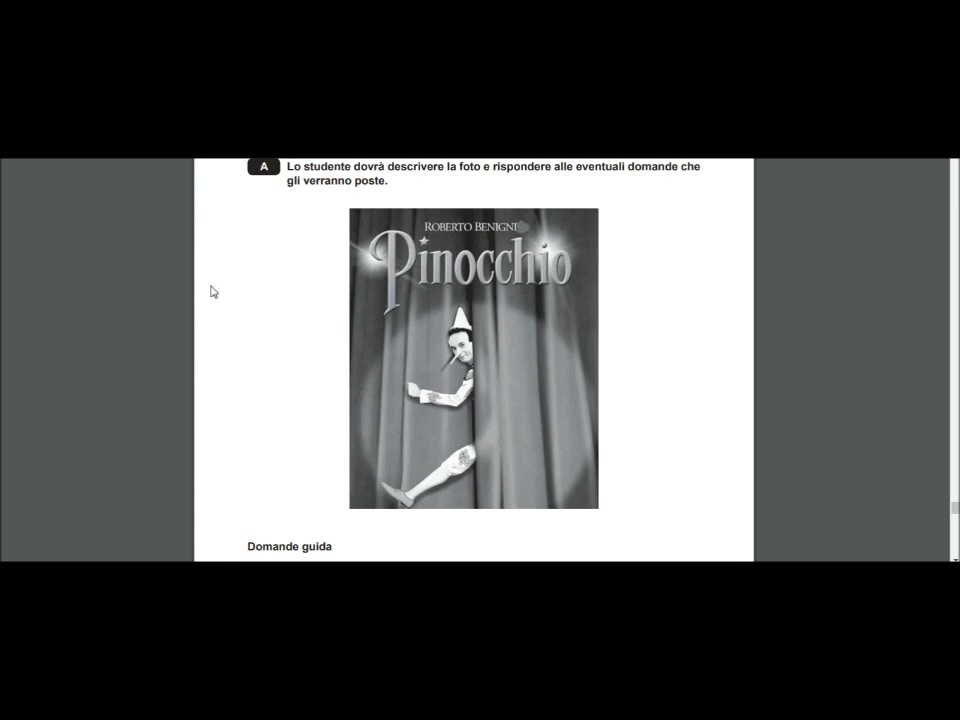 A Lo studente dovrà descrivere la foto e rispondere alle eventuali domande che
gli verranno poste.
ROBERTO BENIGNI
Pinocchio
Domande guida